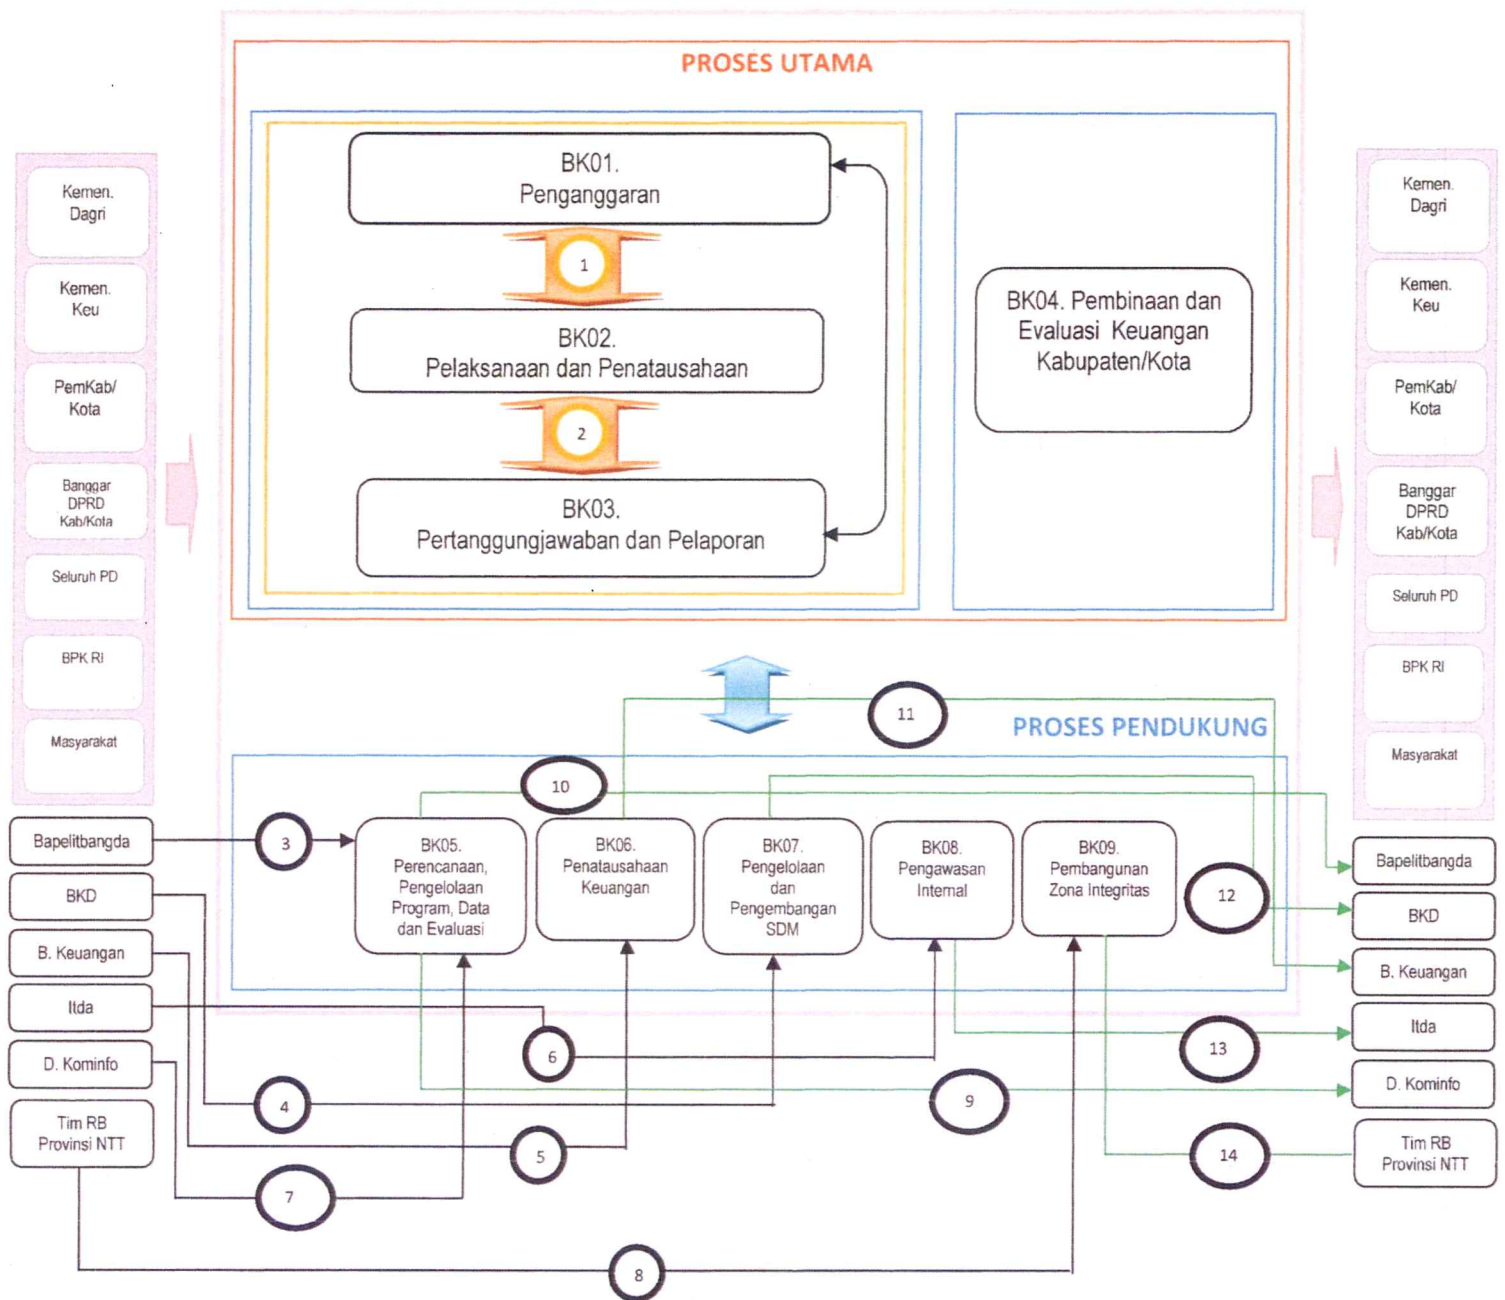 PROSES UTAMA
Kemen.
Dagri
Kemen.
Keu
PemKab/
Kota
Banggar
DPRD
Kab/Kota
Seluruh PD
BPK RI
Masyarakat
BK01.
Penganggaran
1
BK02.
Pelaksanaan dan Penatausahaan
2
BK03.
Pertanggungjawaban dan Pelaporan
BK04. Pembinaan dan
Evaluasi Keuangan
Kabupaten/Kota
Kemen.
Dagri
Kemen.
Keu
PemKab/
Kota
Banggar
DPRD
Kab/Kota
Seluruh PD
BPK RI
Masyarakat
11
PROSES PENDUKUNG
10
Bapelitbangda
BKD
B. Keuangan
Itda
D. Kominfo
Tim RB
Provinsi NTT
3
BK05.
Perencanaan,
Pengelolaan
Program, Data
dan Evaluasi
BK06.
Penatausahaan
Keuangan
BK07.
Pengelolaan
dan
Pengembangan
SDM
BK08.
Pengawasan
Internal
BK09.
Pembangunan
Zona Integritas
12
6
13
4
9
5
14
7
8
Bapelitbangda
BKD
B. Keuangan
Itda
D. Kominfo
Tim RB
Provinsi NTT